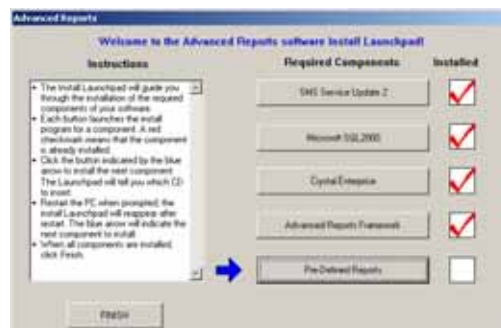 Advanced Reports
Welcome to the Advanced Reports software Install Launchpad!
Instructions
Required Components
Installed
• The Install Launchpad will guide you
through the installation of the required
components of your software.
• Each button launches the install
program for a component. A red
checkmark means that the component
is already installed.
• Click the button indicated by the blue
arrow to install the next component.
The Launchpad will tell you which CD
to insert.
• Restart the PC when prompted, the
install Launchpad will reappear after
restart. The blue arrow will indicate the
next component to install.
• When all components are installed,
click Finish.
SMS Service Update 2
Microsoft SQL2000
Crystal Enterprise
Advanced Reports Framework
Pre-Defined Reports
FINISH